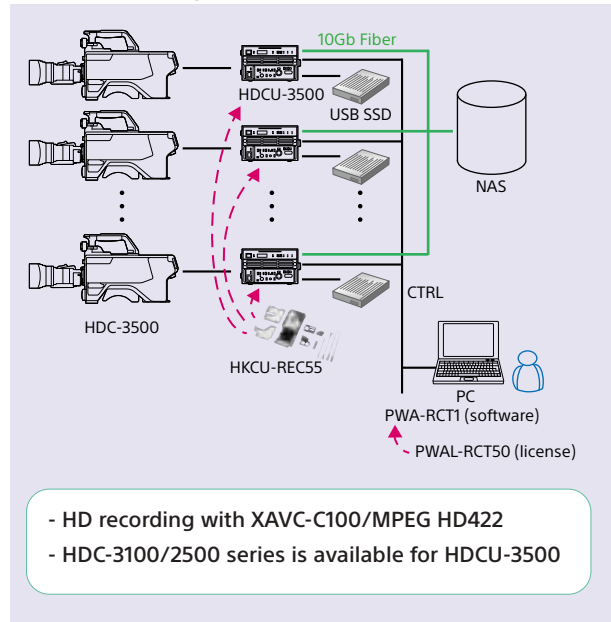 10Gb Fiber
HDCU-3500
USB SSD
NAS
HDC-3500
CTRL
HKCU-REC55
PC
PWA-RCT1 (software)
PWAL-RCT50 (license)
- HD recording with XAVC-C100/MPEG HD422
- HDC-3100/2500 series is available for HDCU-3500